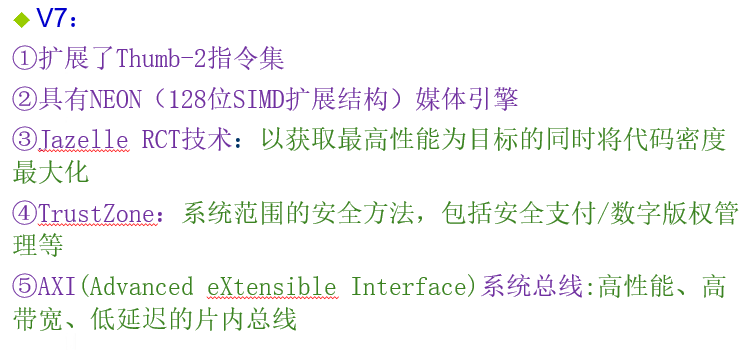 ◆ V7：
①扩展了Thumb-2指令集
②具有NEON（128位SIMD扩展结构）媒体引擎
③Jazelle RCT技术：以获取最高性能为目标的同时将代码密度
最大化
④TrustZone：系统范围的安全方法，包括安全支付/数字版权管
理等
⑤AXI(Advanced eXtensible Interface)系统总线:高性能、高
带宽、低延迟的片内总线